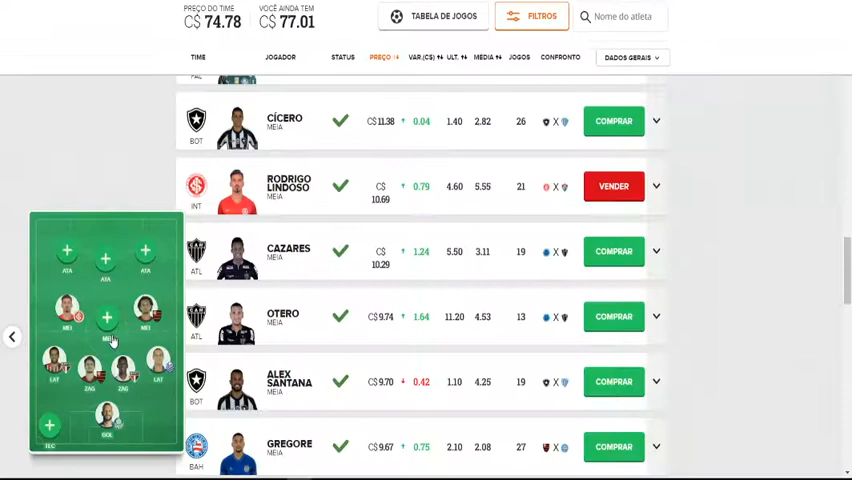 PREÇO DO TIME
C$ 74.78
VOCÊ AINDA TEM
C$ 77.01
TABELA DE JOGOS
FILTROS
Nome do atleta
TIME JOGADOR STATUS PREÇO VAR.(C$) ULT. MEDIA JOGOS CONFRONTO DADOS GERAIS
PAL
CÍCERO
MEIA
BOT
C$ 11.38 0.04 1.40 2.82 26 X COMPRAR
RODRIGO
LINDOSO
MEIA
INT
C$
10.69
0.79 4.60 5.55 21 X VENDER
CAZARES
MEIA
ATL
C$
10.29
1.24 5.50 3.11 19 X COMPRAR
OTERO
MEIA
ATL
C$ 9.74 1.64 11.20 4.53 13 X COMPRAR
ALEX
SANTANA
MEIA
BOT
C$ 9.70 0.42 1.10 4.25 19 X COMPRAR
GREGORE
MEIA
BAH
C$ 9.67 0.75 2.10 2.08 27 X COMPRAR
ATA ATA ATA
MEI MEI MEI
LAT ZAG ZAG LAT
GOL
TEC